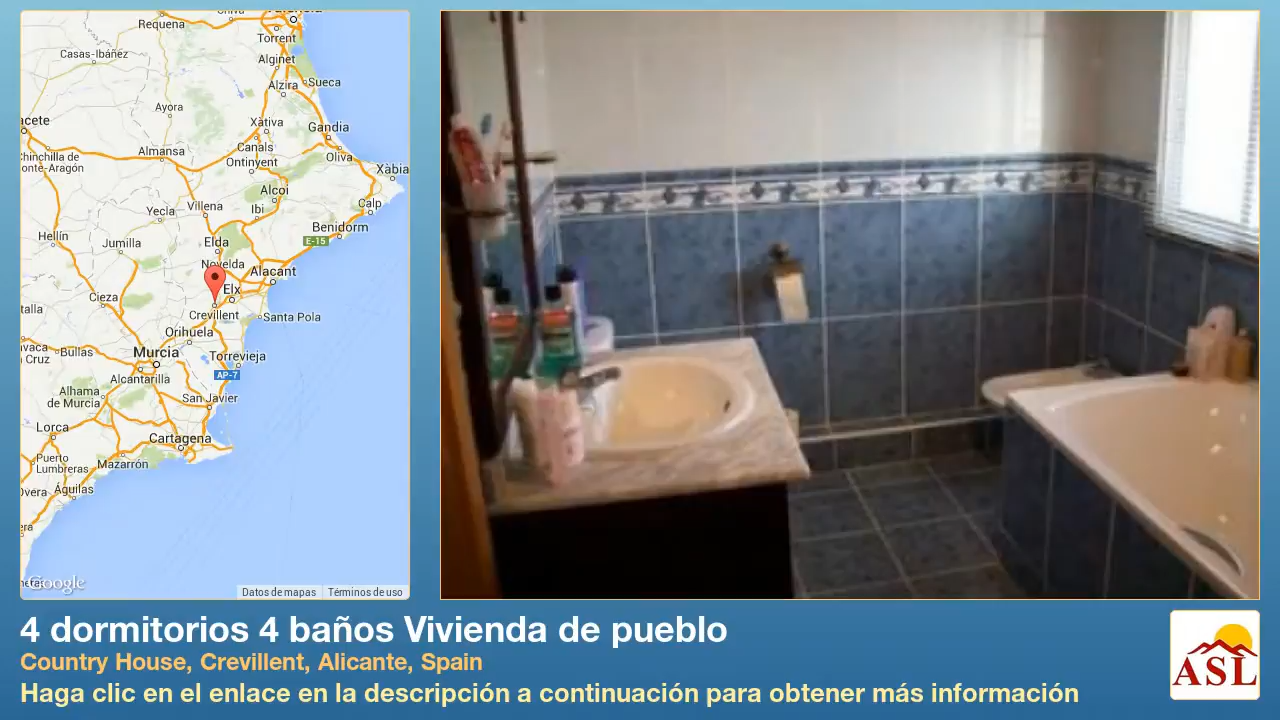 Requena
Torrent
Casas-Ibáñez
Alginet
Alzira
Sueca
Ayora
Xàtiva
Gandia
Almansa
Canals
Oliva
Chinchilla de
Ontinyent
Xàbia
Alcoi
Calp
Villena
Ibi
Yecla
Benidorm
Hellín
Jumilla
Elda
E-15
Novelda
Alacant
Elx
Cieza
Crevillent
Santa Pola
Orihuela
Bullas
Murcia
Torrevieja
Alcantarilla
AP-7
Alhama
de Murcia
San Javier
Lorca
Cartagena
Puerto
Lumbreras
Mazarrón
Águilas
Google
Datos de mapas
Términos de uso
4 dormitorios 4 baños Vivienda de pueblo
Country House, Crevillent, Alicante, Spain
Haga clic en el enlace en la descripción a continuación para obtener más información
ASL